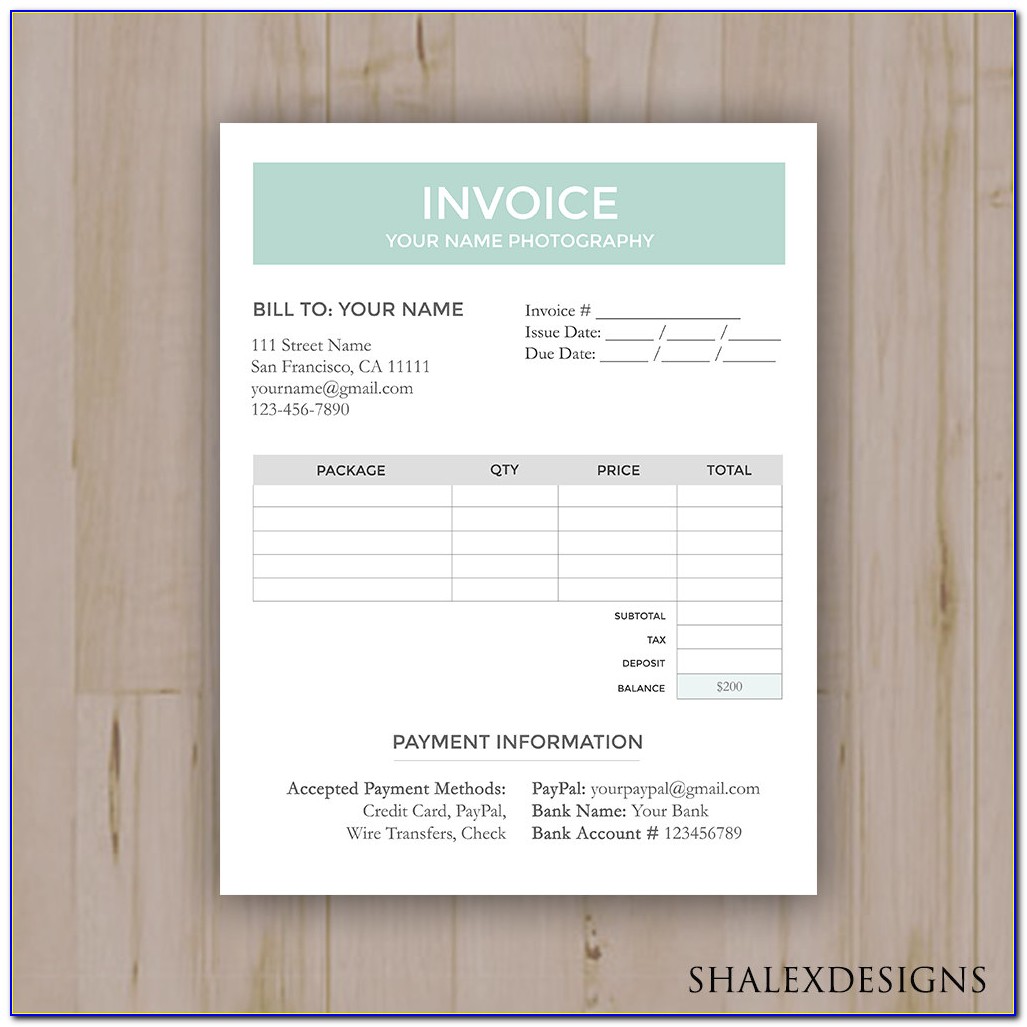 INVOICE
YOUR NAME PHOTOGRAPHY
BILL TO: YOUR NAME
111 Street Name
San Francisco, CA 11111
yourname@gmail.com
123-456-7890
Invoice # ________________
Issue Date: _____ /_____ /_____
Due Date: _____ /_____ /_____
PACKAGE QTY PRICE TOTAL
SUBTOTAL
TAX
DEPOSIT
BALANCE $200
PAYMENT INFORMATION
Accepted Payment Methods:
Credit Card, PayPal,
Wire Transfers, Check
PayPal: yourpaypal@gmail.com
Bank Name: Your Bank
Bank Account # 123456789
SHALEXDESIGNS